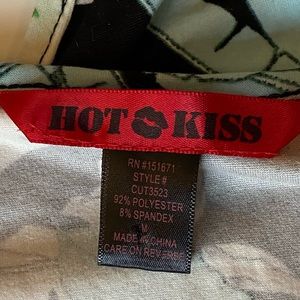 HOT KISS
RN #151671
STYLE #
CUT3523
92% POLYESTER
8% SPANDEX
M
MADE IN CHINA
CARE ON REVERSE